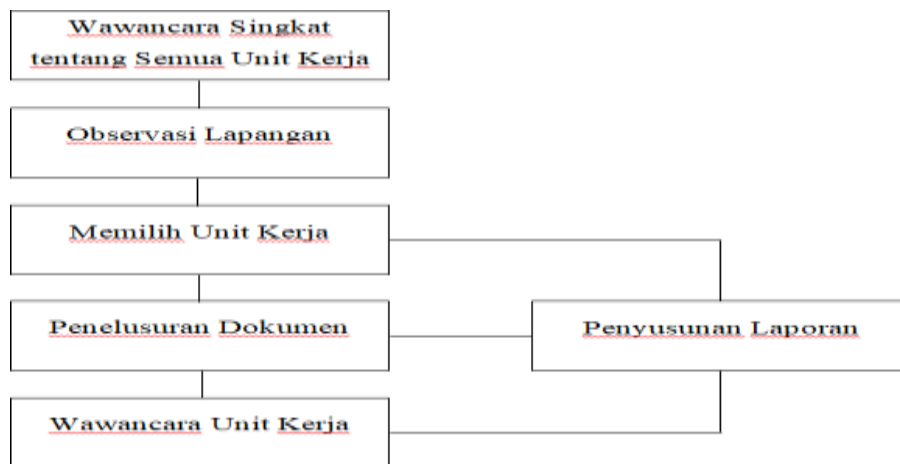 Wawancara Singkat
tentang Semua Unit Kerja
Observasi Lapangan
Memilih Unit Kerja
Penelusuran Dokumen
Penyusunan Laporan
Wawancara Unit Kerja